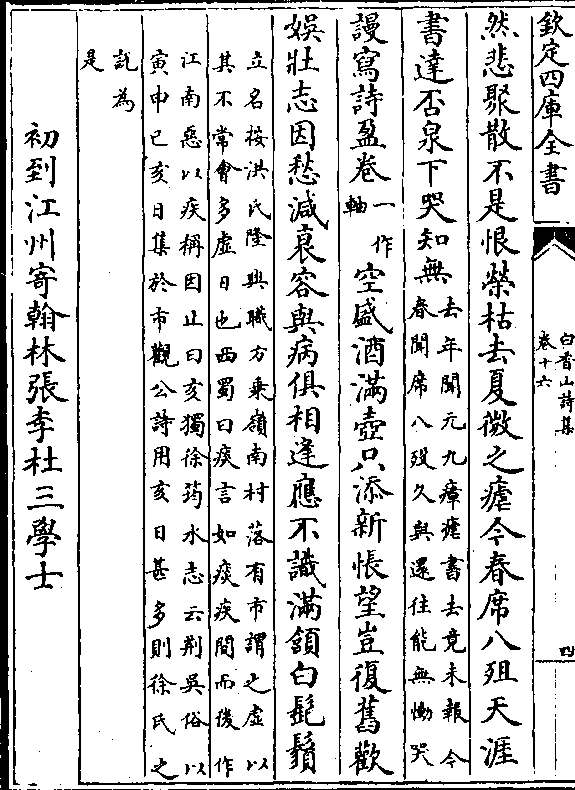 欽定四庫全書
白香山詩集
卷十六
四
然悲聚散不是恨榮枯去夏微之瘧今春席八殂天涯
書達否泉下哭知無
去年聞元九瘴瘧書去竟未報今
春聞席八歿久與還往能無慟哭
謾寫詩盈卷
一作
軸
空盛酒滿壺只添新悵望豈復舊歡
娛壯志因愁減衰容與病俱相逢應不識滿頷白髭鬚
立名按洪氏隆興職方乗嶺南村落有市謂之虛以
其不常會多虛日也西蜀曰痎言如痎疾間而後作
江南惡以疾稱因止曰亥獨徐筠水志云荆吳俗以
寅申巳亥日集於市觀公詩用亥日甚多則徐氏之
説為
是
初到江州寄翰林張李杜三學士